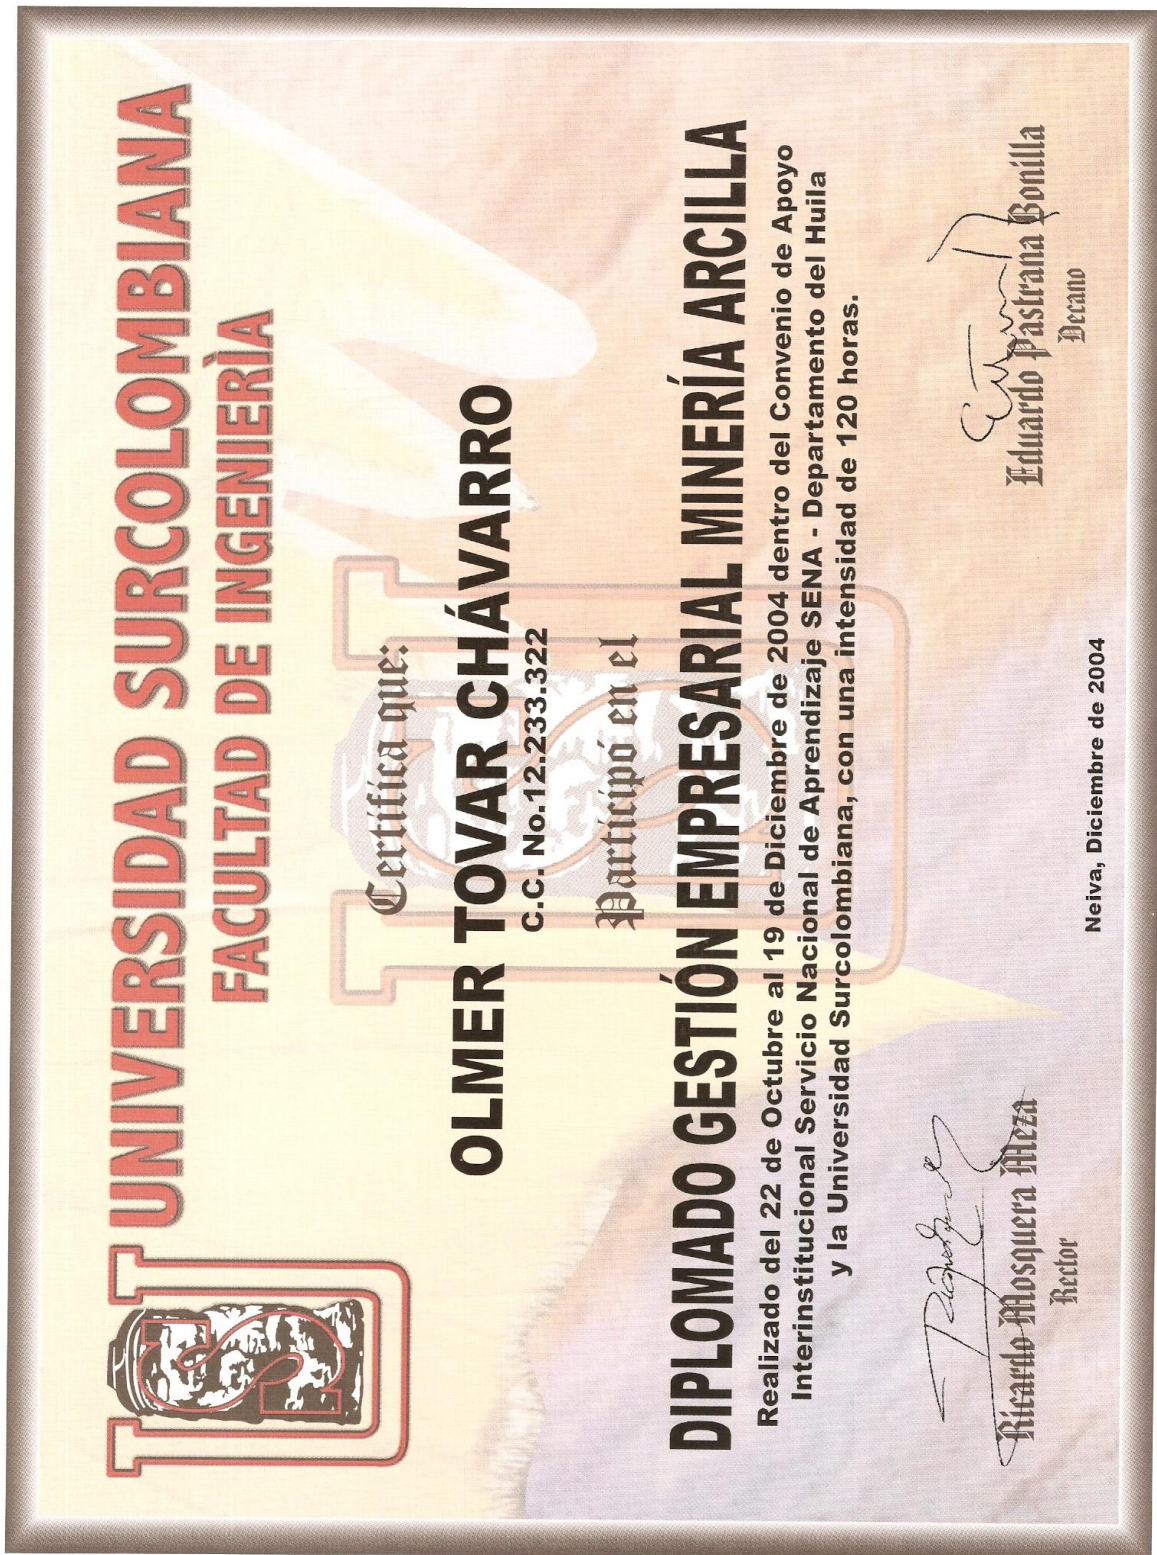 UNIVERSIDAD SURCOLOMBIANA
FACULTAD DE INGENIERÌA
Certifica que:
OLMER TOVAR CHÁVARRO
C.C. No.12.233.322
Participó en el
DIPLOMADO GESTIÓN EMPRESARIAL MINERÍA ARCILLA
Realizado del 22 de Octubre al 19 de Diciembre de 2004 dentro del Convenio de Apoyo
Interinstitucional Servicio Nacional de Aprendizaje SENA - Departamento del Huila
y la Universidad Surcolombiana, con una intensidad de 120 horas.
Ricardo Mosquera Meza
Rector
Eduardo Pastrana Bonilla
Decano
Neiva, Diciembre de 2004